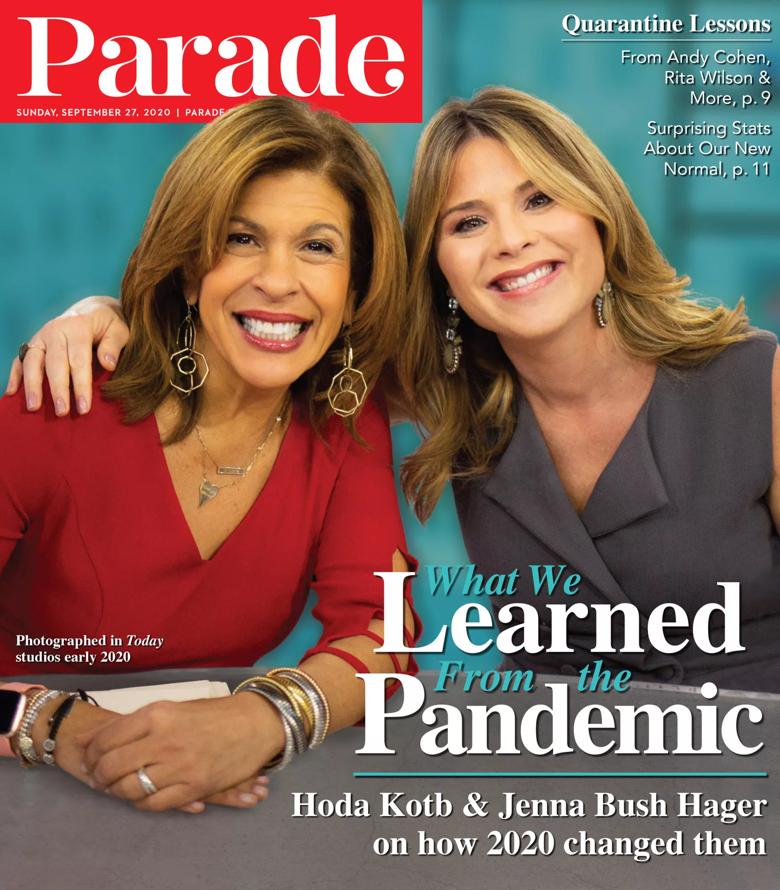 Parade
SUNDAY, SEPTEMBER 27, 2020 | PARADE
Quarantine Lessons
From Andy Cohen,
Rita Wilson &
More, p. 9
Surprising Stats
About Our New
Normal, p. 11
Photographed in Today
studios early 2020
What We
Learned
From the
Pandemic
Hoda Kotb & Jenna Bush Hager
on how 2020 changed them